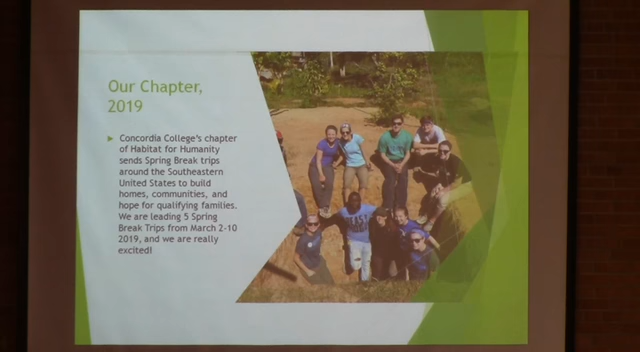 Our Chapter,
2019
Concordia College's chapter
of Habitat for Humanity
sends Spring Break trips
around the Southeastern
United States to build
homes, communities, and
hope for qualifying families.
We are leading 5 Spring
Break Trips from March 2-10
2019, and we are really
excited!